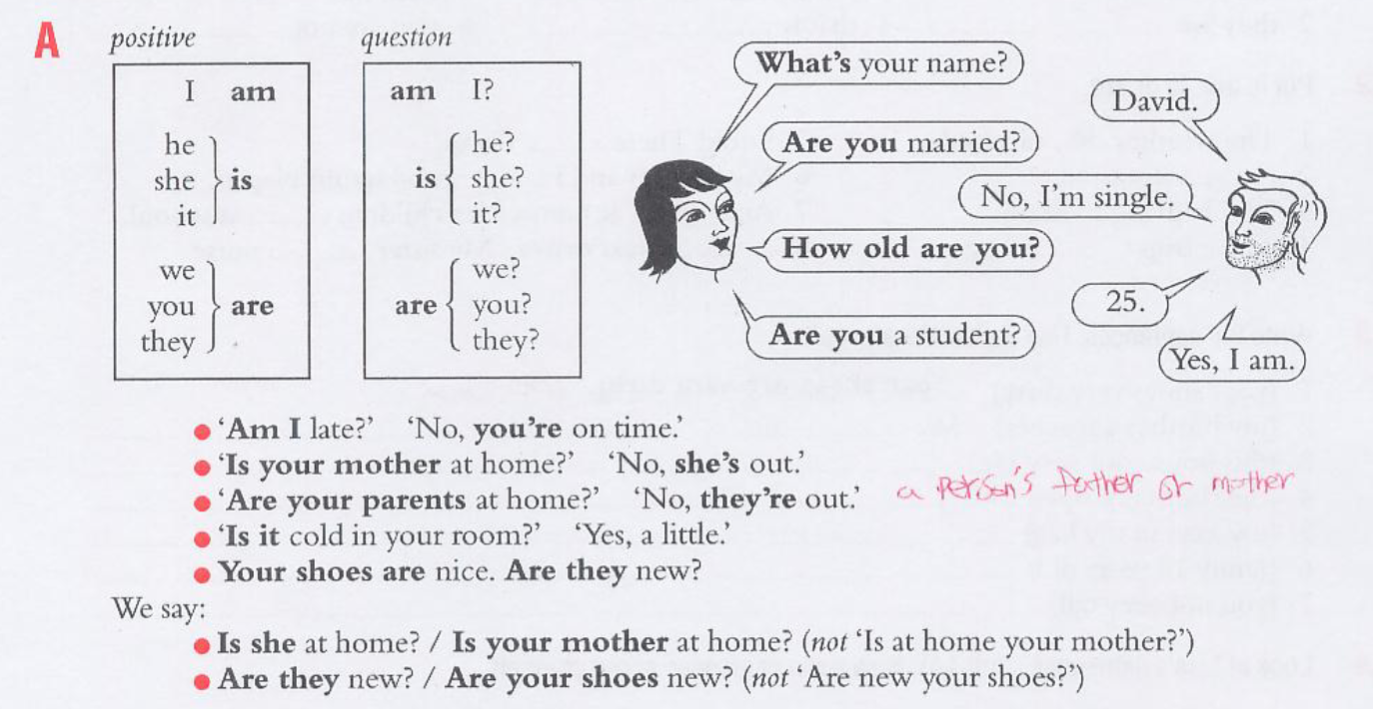 A
positive
I am
he
she is
it
we
you are
they
question
am I?
he?
is she?
it?
we?
are you?
they?
What's your name?
David.
Are you married?
No, I'm single.
How old are you?
25.
Are you a student?
Yes, I am.
• 'Am I late?' 'No, you're on time.'
• 'Is your mother at home?' 'No, she's out.'
• 'Are your parents at home?' 'No, they're out.' a person's father or mother
• 'Is it cold in your room?' 'Yes, a little.'
• Your shoes are nice. Are they new?
We say:
• Is she at home? / Is your mother at home? (not 'Is at home your mother?')
• Are they new? / Are your shoes new? (not 'Are new your shoes?')